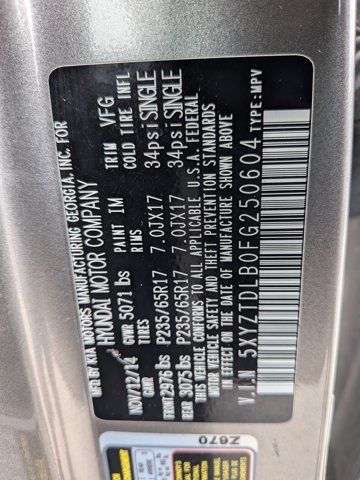 MFD BY KIA MOTORS MANUFACTURING GEORGIA, INC. FOR
HYUNDAI MOTOR COMPANY
NOV/12/14 GVWR 5071 lbs PAINT IM TRIM VFG
GAWR TIRES RIMS COLD TIRE INFL
FRT 2976 lbs P235/65R17 7.0JX17 34psi SINGLE
REAR 3075 lbs P235/65R17 7.0JX17 34psi SINGLE
THIS VEHICLE CONFORMS TO ALL APPLICABLE U.S.A. FEDERAL
MOTOR VEHICLE SAFETY AND THEFT PREVENTION STANDARDS
IN EFFECT ON THE DATE OF MANUFACTURE SHOWN ABOVE.
V.I.N 5XYZTDLB0FG250604 TYPE:MPV
Z670